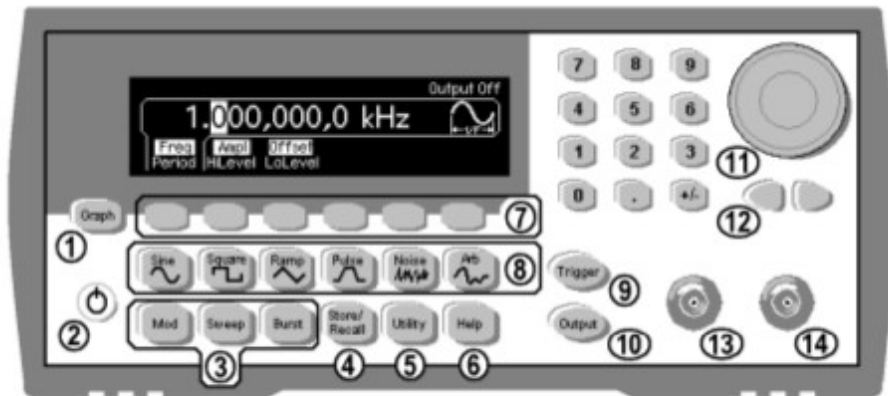 Output Off
1.000,000,0 kHz
Freq Ampl Offset
Period HiLevel LoLevel
7 8 9
4 5 6
1 2 3
0 . +/-
11
12
Graph
1
7
Sine Square Ramp Pulse Noise Arb
8
2
Mod Sweep Burst Store/
Recall Utility Help
3 4 5 6
Trigger
9
Output
10
13 14